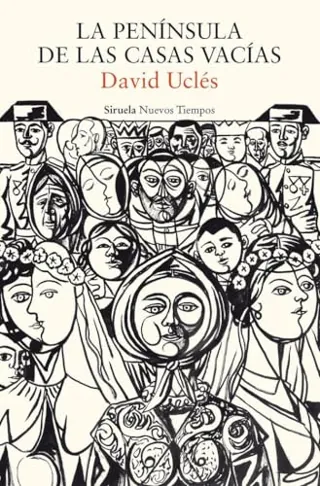 LA PENÍNSULA
DE LAS CASAS VACÍAS
David Uclés
Siruela Nuevos Tiempos